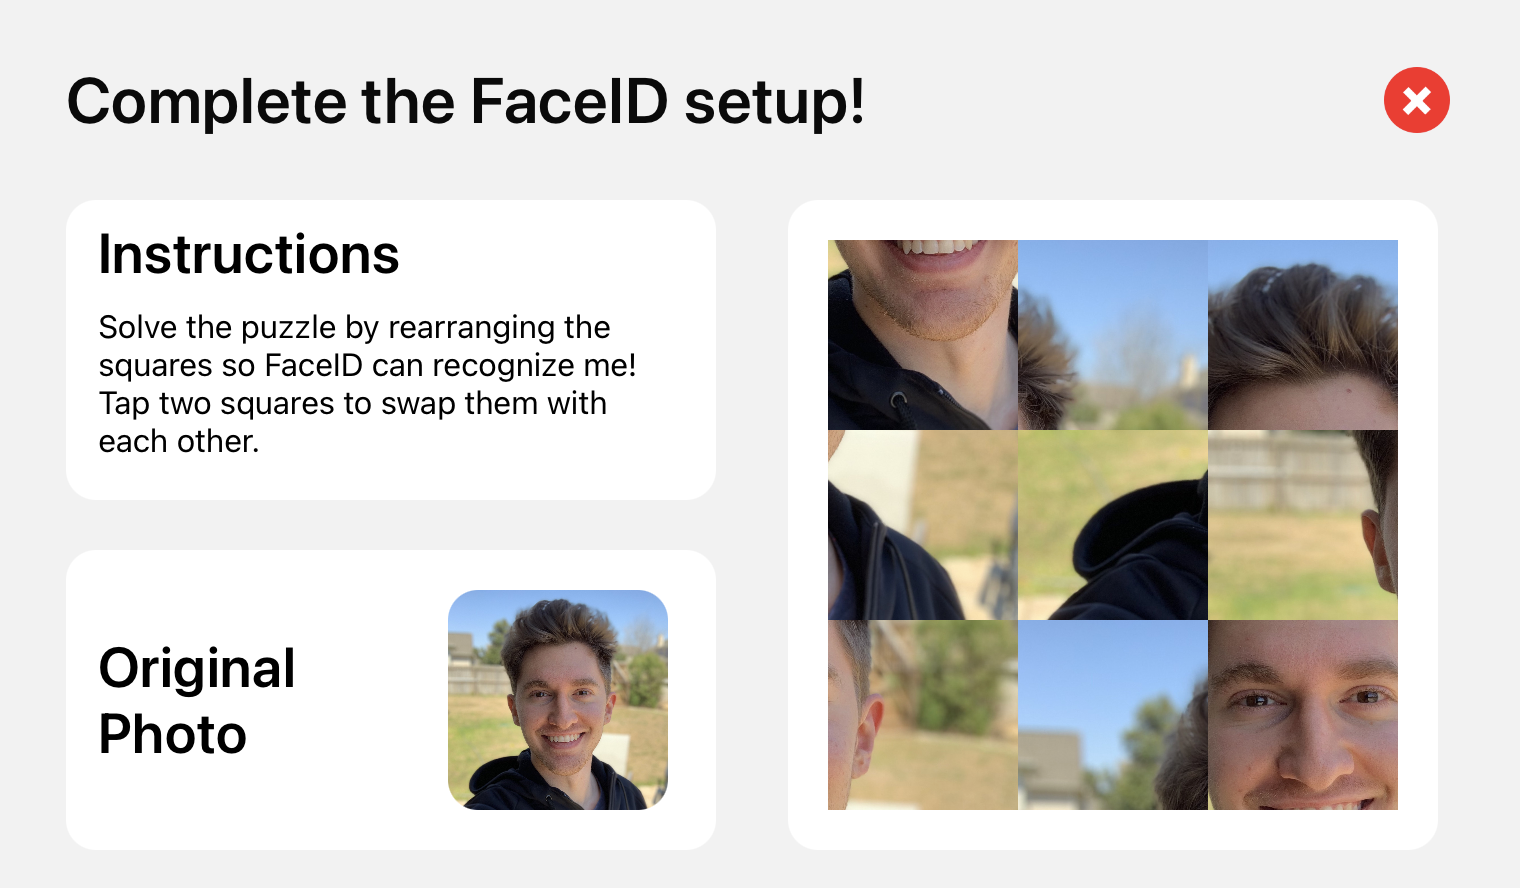 Complete the FaceID setup!
Instructions
Solve the puzzle by rearranging the
squares so FaceID can recognize me!
Tap two squares to swap them with
each other.
Original
Photo